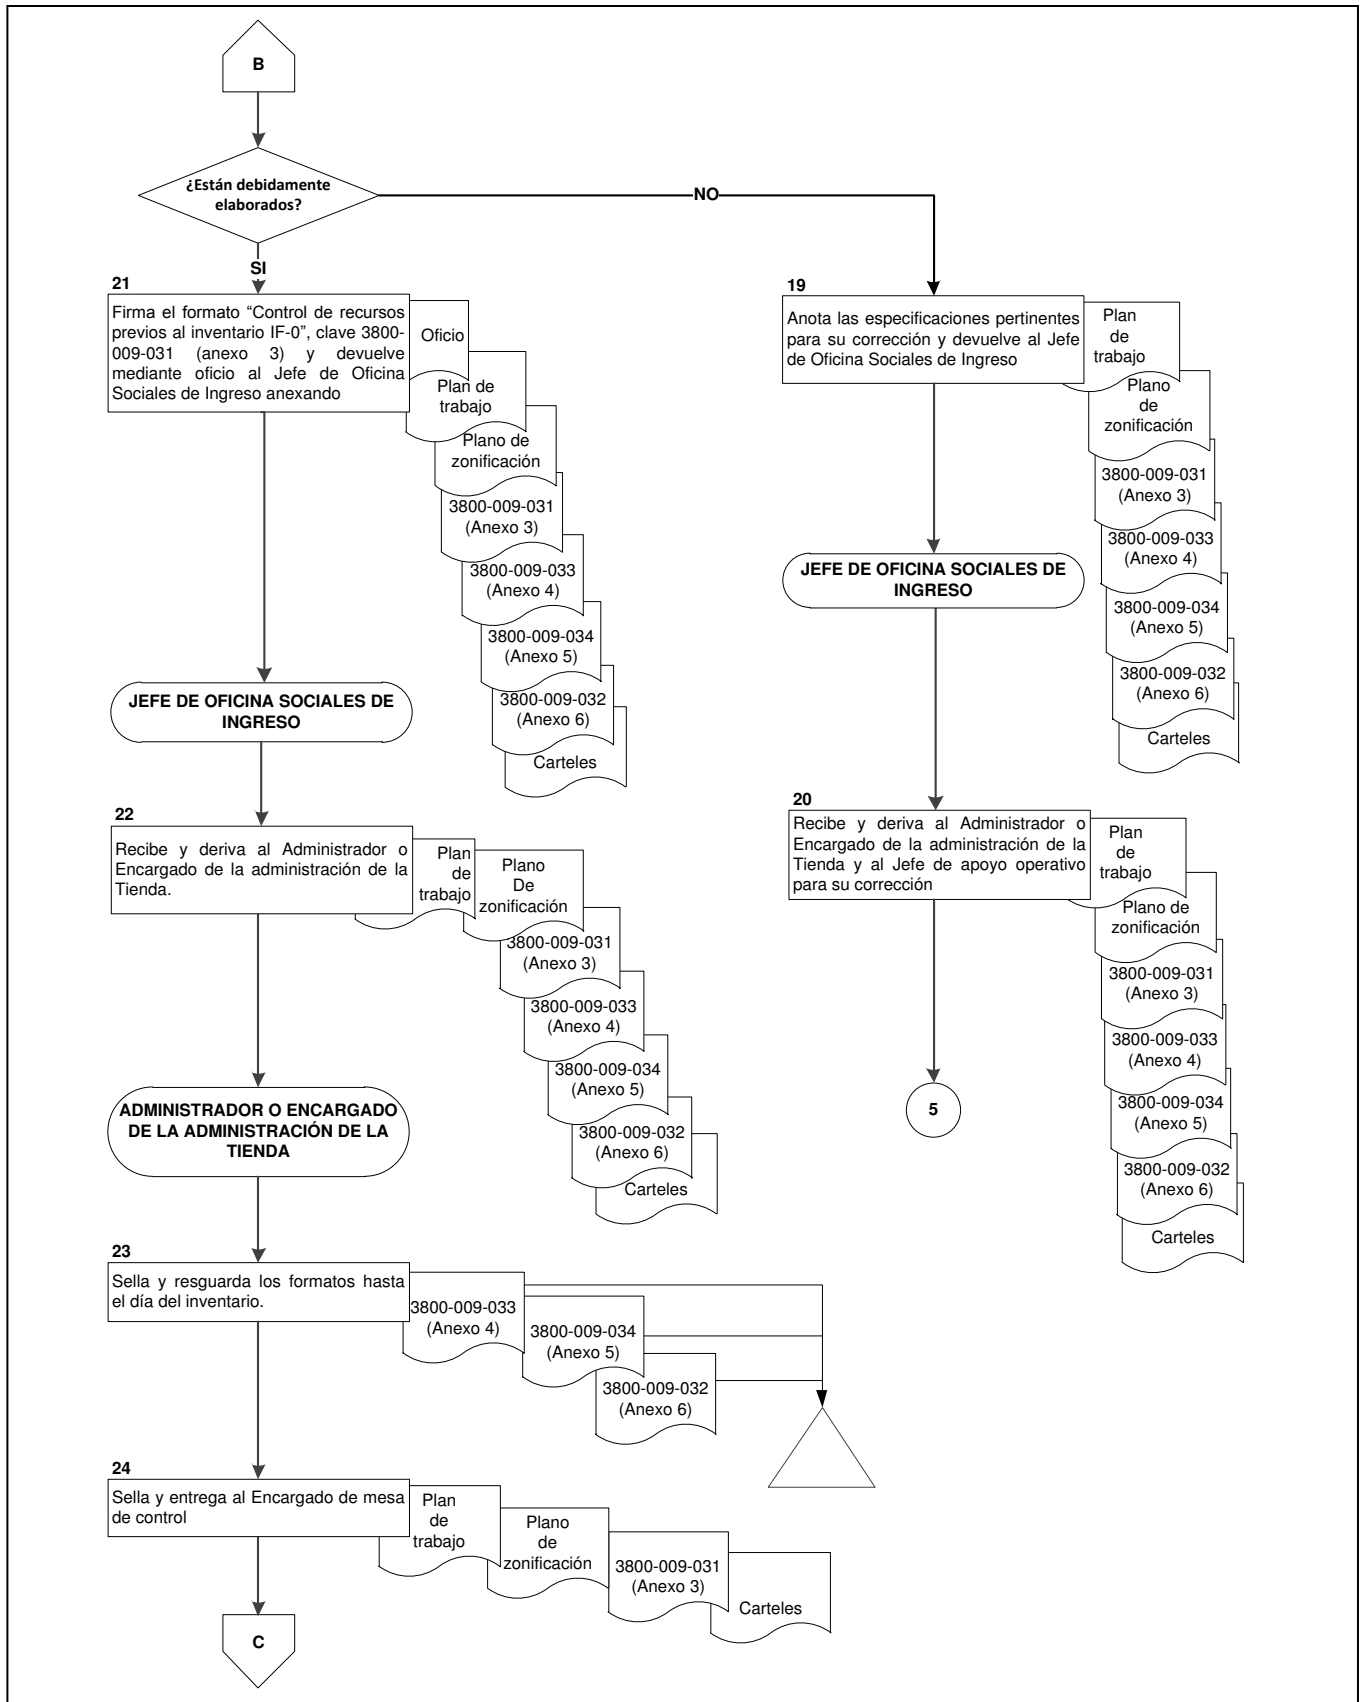 B
¿Están debidamente
elaborados?
NO
SI
21
Firma el formato “Control de recursos
previos al inventario IF-0”, clave 3800-
009-031 (anexo 3) y devuelve
mediante oficio al Jefe de Oficina
Sociales de Ingreso anexando
Oficio
Plan de
trabajo
Plano de
zonificación
3800-009-031
(Anexo 3)
3800-009-033
(Anexo 4)
3800-009-034
(Anexo 5)
3800-009-032
(Anexo 6)
Carteles
JEFE DE OFICINA SOCIALES DE
INGRESO
22
Recibe y deriva al Administrador o
Encargado de la administración de la
Tienda.
Plan
de
trabajo
Plano
De
zonificación
3800-009-031
(Anexo 3)
3800-009-033
(Anexo 4)
3800-009-034
(Anexo 5)
3800-009-032
(Anexo 6)
Carteles
ADMINISTRADOR O ENCARGADO
DE LA ADMINISTRACIÓN DE LA
TIENDA
23
Sella y resguarda los formatos hasta
el día del inventario.
3800-009-033
(Anexo 4)
3800-009-034
(Anexo 5)
3800-009-032
(Anexo 6)
24
Sella y entrega al Encargado de mesa
de control
Plan
de
trabajo
Plano
de
zonificación
3800-009-031
(Anexo 3)
Carteles
C
19
Anota las especificaciones pertinentes
para su corrección y devuelve al Jefe
de Oficina Sociales de Ingreso
Plan
de
trabajo
Plano
de
zonificación
3800-009-031
(Anexo 3)
3800-009-033
(Anexo 4)
3800-009-034
(Anexo 5)
3800-009-032
(Anexo 6)
Carteles
JEFE DE OFICINA SOCIALES DE
INGRESO
20
Recibe y deriva al Administrador o
Encargado de la administración de la
Tienda y al Jefe de apoyo operativo
para su corrección
Plan
de
trabajo
Plano de
zonificación
3800-009-031
(Anexo 3)
3800-009-033
(Anexo 4)
3800-009-034
(Anexo 5)
3800-009-032
(Anexo 6)
Carteles
5